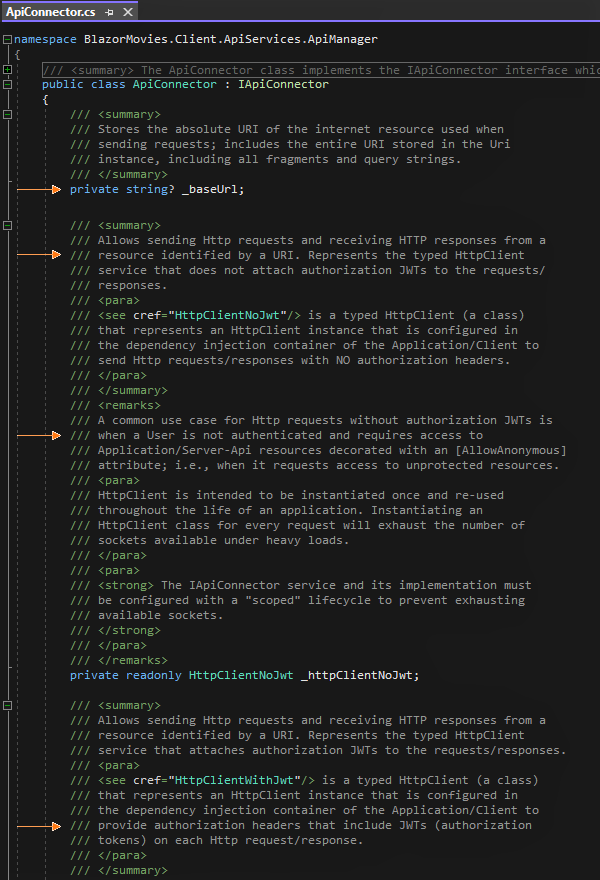 ApiConnector.cs
namespace BlazorMovies.Client.ApiServices.ApiManager
{
/// <summary> The ApiConnector class implements the IApiConnector interface whic
public class ApiConnector : IApiConnector
{
/// <summary>
/// Stores the absolute URI of the internet resource used when
/// sending requests; includes the entire URI stored in the Uri
/// instance, including all fragments and query strings.
/// </summary>
private string? _baseUrl;
/// <summary>
/// Allows sending Http requests and receiving HTTP responses from a
/// resource identified by a URI. Represents the typed HttpClient
/// service that does not attach authorization JWTs to the requests/
/// responses.
/// <para>
/// <see cref="HttpClientNoJwt"/> is a typed HttpClient (a class)
/// that represents an HttpClient instance that is configured in
/// the dependency injection container of the Application/Client to
/// send Http requests/responses with NO authorization headers.
/// </para>
/// </summary>
/// <remarks>
/// A common use case for Http requests without authorization JWTs is
/// when a User is not authenticated and requires access to
/// Application/Server-Api resources decorated with an [AllowAnonymous]
/// attribute; i.e., when it requests access to unprotected resources.
/// <para>
/// HttpClient is intended to be instantiated once and re-used
/// throughout the life of an application. Instantiating an
/// HttpClient class for every request will exhaust the number of
/// sockets available under heavy loads.
/// </para>
/// <para>
/// <strong> The IApiConnector service and its implementation must
/// be configured with a "scoped" lifecycle to prevent exhausting
/// available sockets.
/// </strong>
/// </para>
/// </remarks>
private readonly HttpClientNoJwt _httpClientNoJwt;
/// <summary>
/// Allows sending Http requests and receiving HTTP responses from a
/// resource identified by a URI. Represents the typed HttpClient
/// service that attaches authorization JWTs to the requests/responses.
/// <para>
/// <see cref="HttpClientWithJwt"/> is a typed HttpClient (a class)
/// that represents an HttpClient instance that is configured in
/// the dependency injection container of the Application/Client to
/// provide authorization headers that include JWTs (authorization
/// tokens) on each Http request/response.
/// </para>
/// </summary>